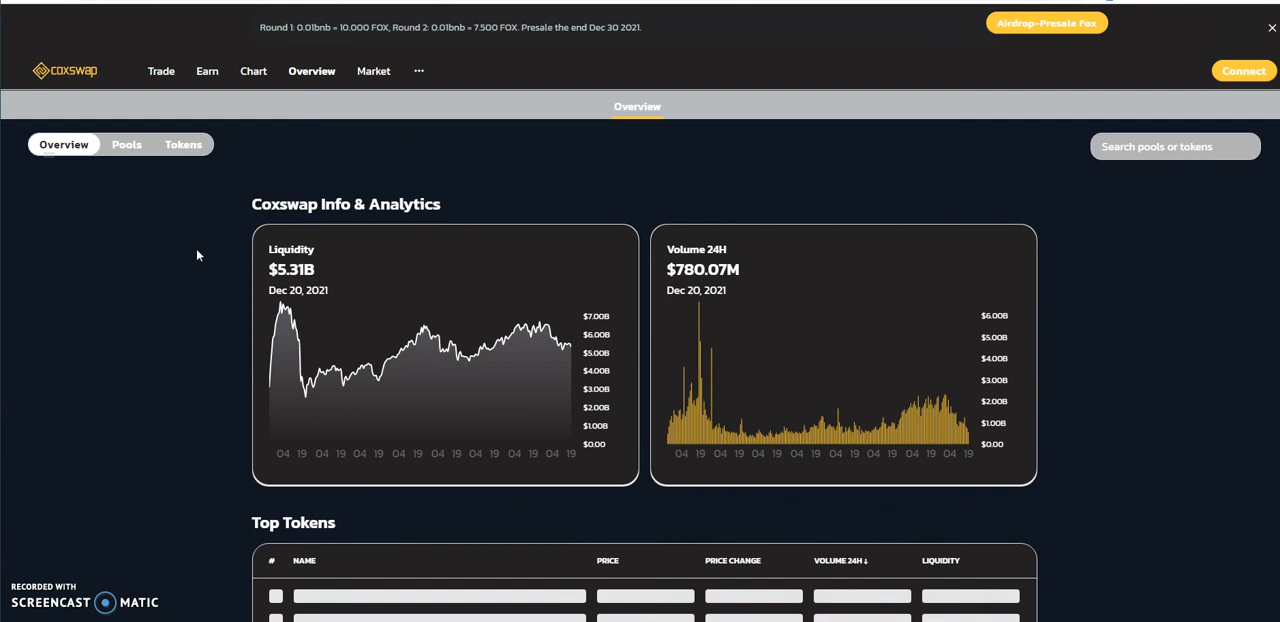 Round 1: 0.01bnb = 10.000 FOX, Round 2: 0.01bnb = 7.500 FOX. Presale the end Dec 30 2021.
Airdrop-Presale Fox
COXSWAP Trade Earn Chart Overview Market ...
Connect
Overview
Overview Pools Tokens
Search pools or tokens
Coxswap Info & Analytics
Liquidity
$5.31B
Dec 20, 2021
$7.00B
$6.00B
$5.00B
$4.00B
$3.00B
$2.00B
$1.00B
$0.00
04 19 04 19 04 19 04 19 04 19 04 19 04 19 04 19
Volume 24H
$780.07M
Dec 20, 2021
$6.00B
$5.00B
$4.00B
$3.00B
$2.00B
$1.00B
$0.00
04 19 04 19 04 19 04 19 04 19 04 19 04 19 04 19
Top Tokens
# NAME PRICE PRICE CHANGE VOLUME 24H ↓ LIQUIDITY
RECORDED WITH
SCREENCAST MATIC